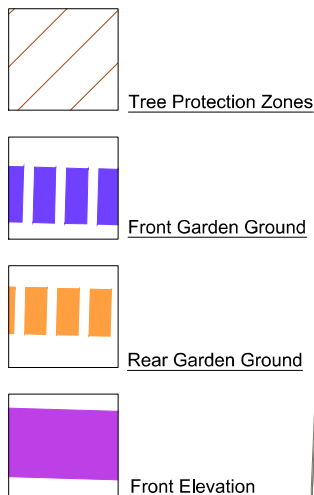 Tree Protection Zones
Front Garden Ground
Rear Garden Ground
Front Elevation